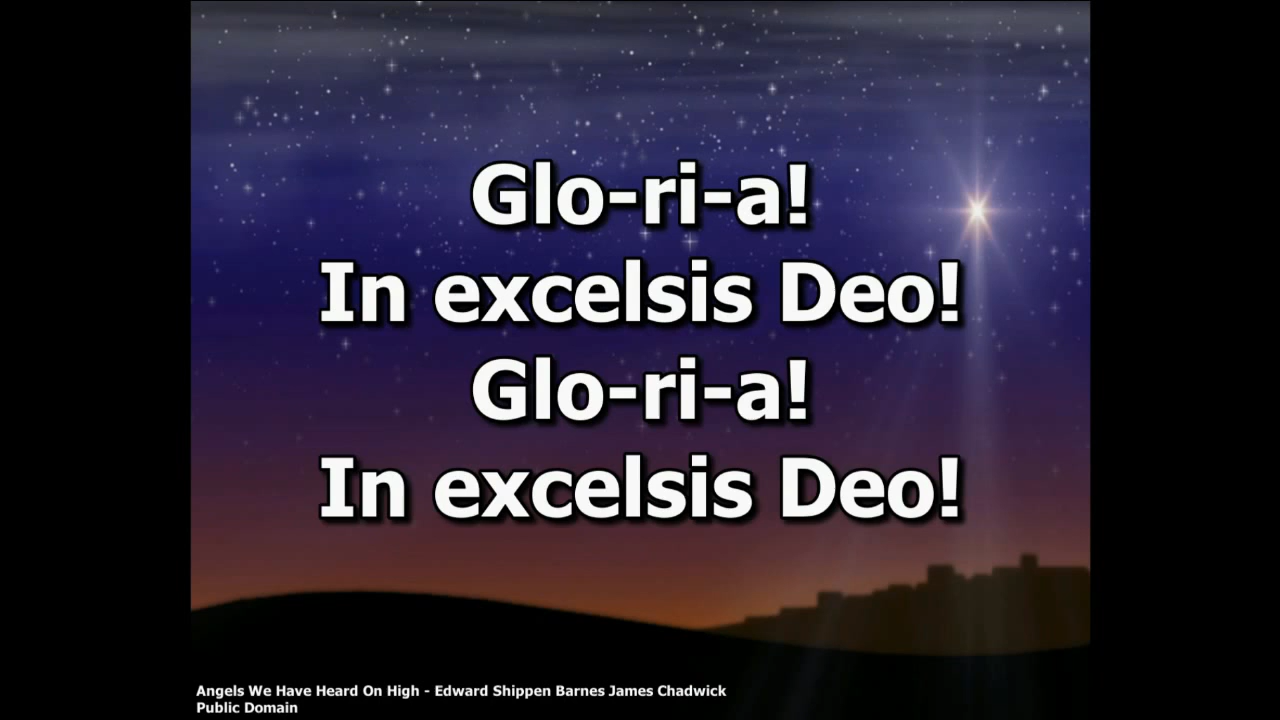 Glo-ri-a!
In excelsis Deo!
Glo-ri-a!
In excelsis Deo!
Angels We Have Heard On High - Edward Shippen Barnes James Chadwick
Public Domain